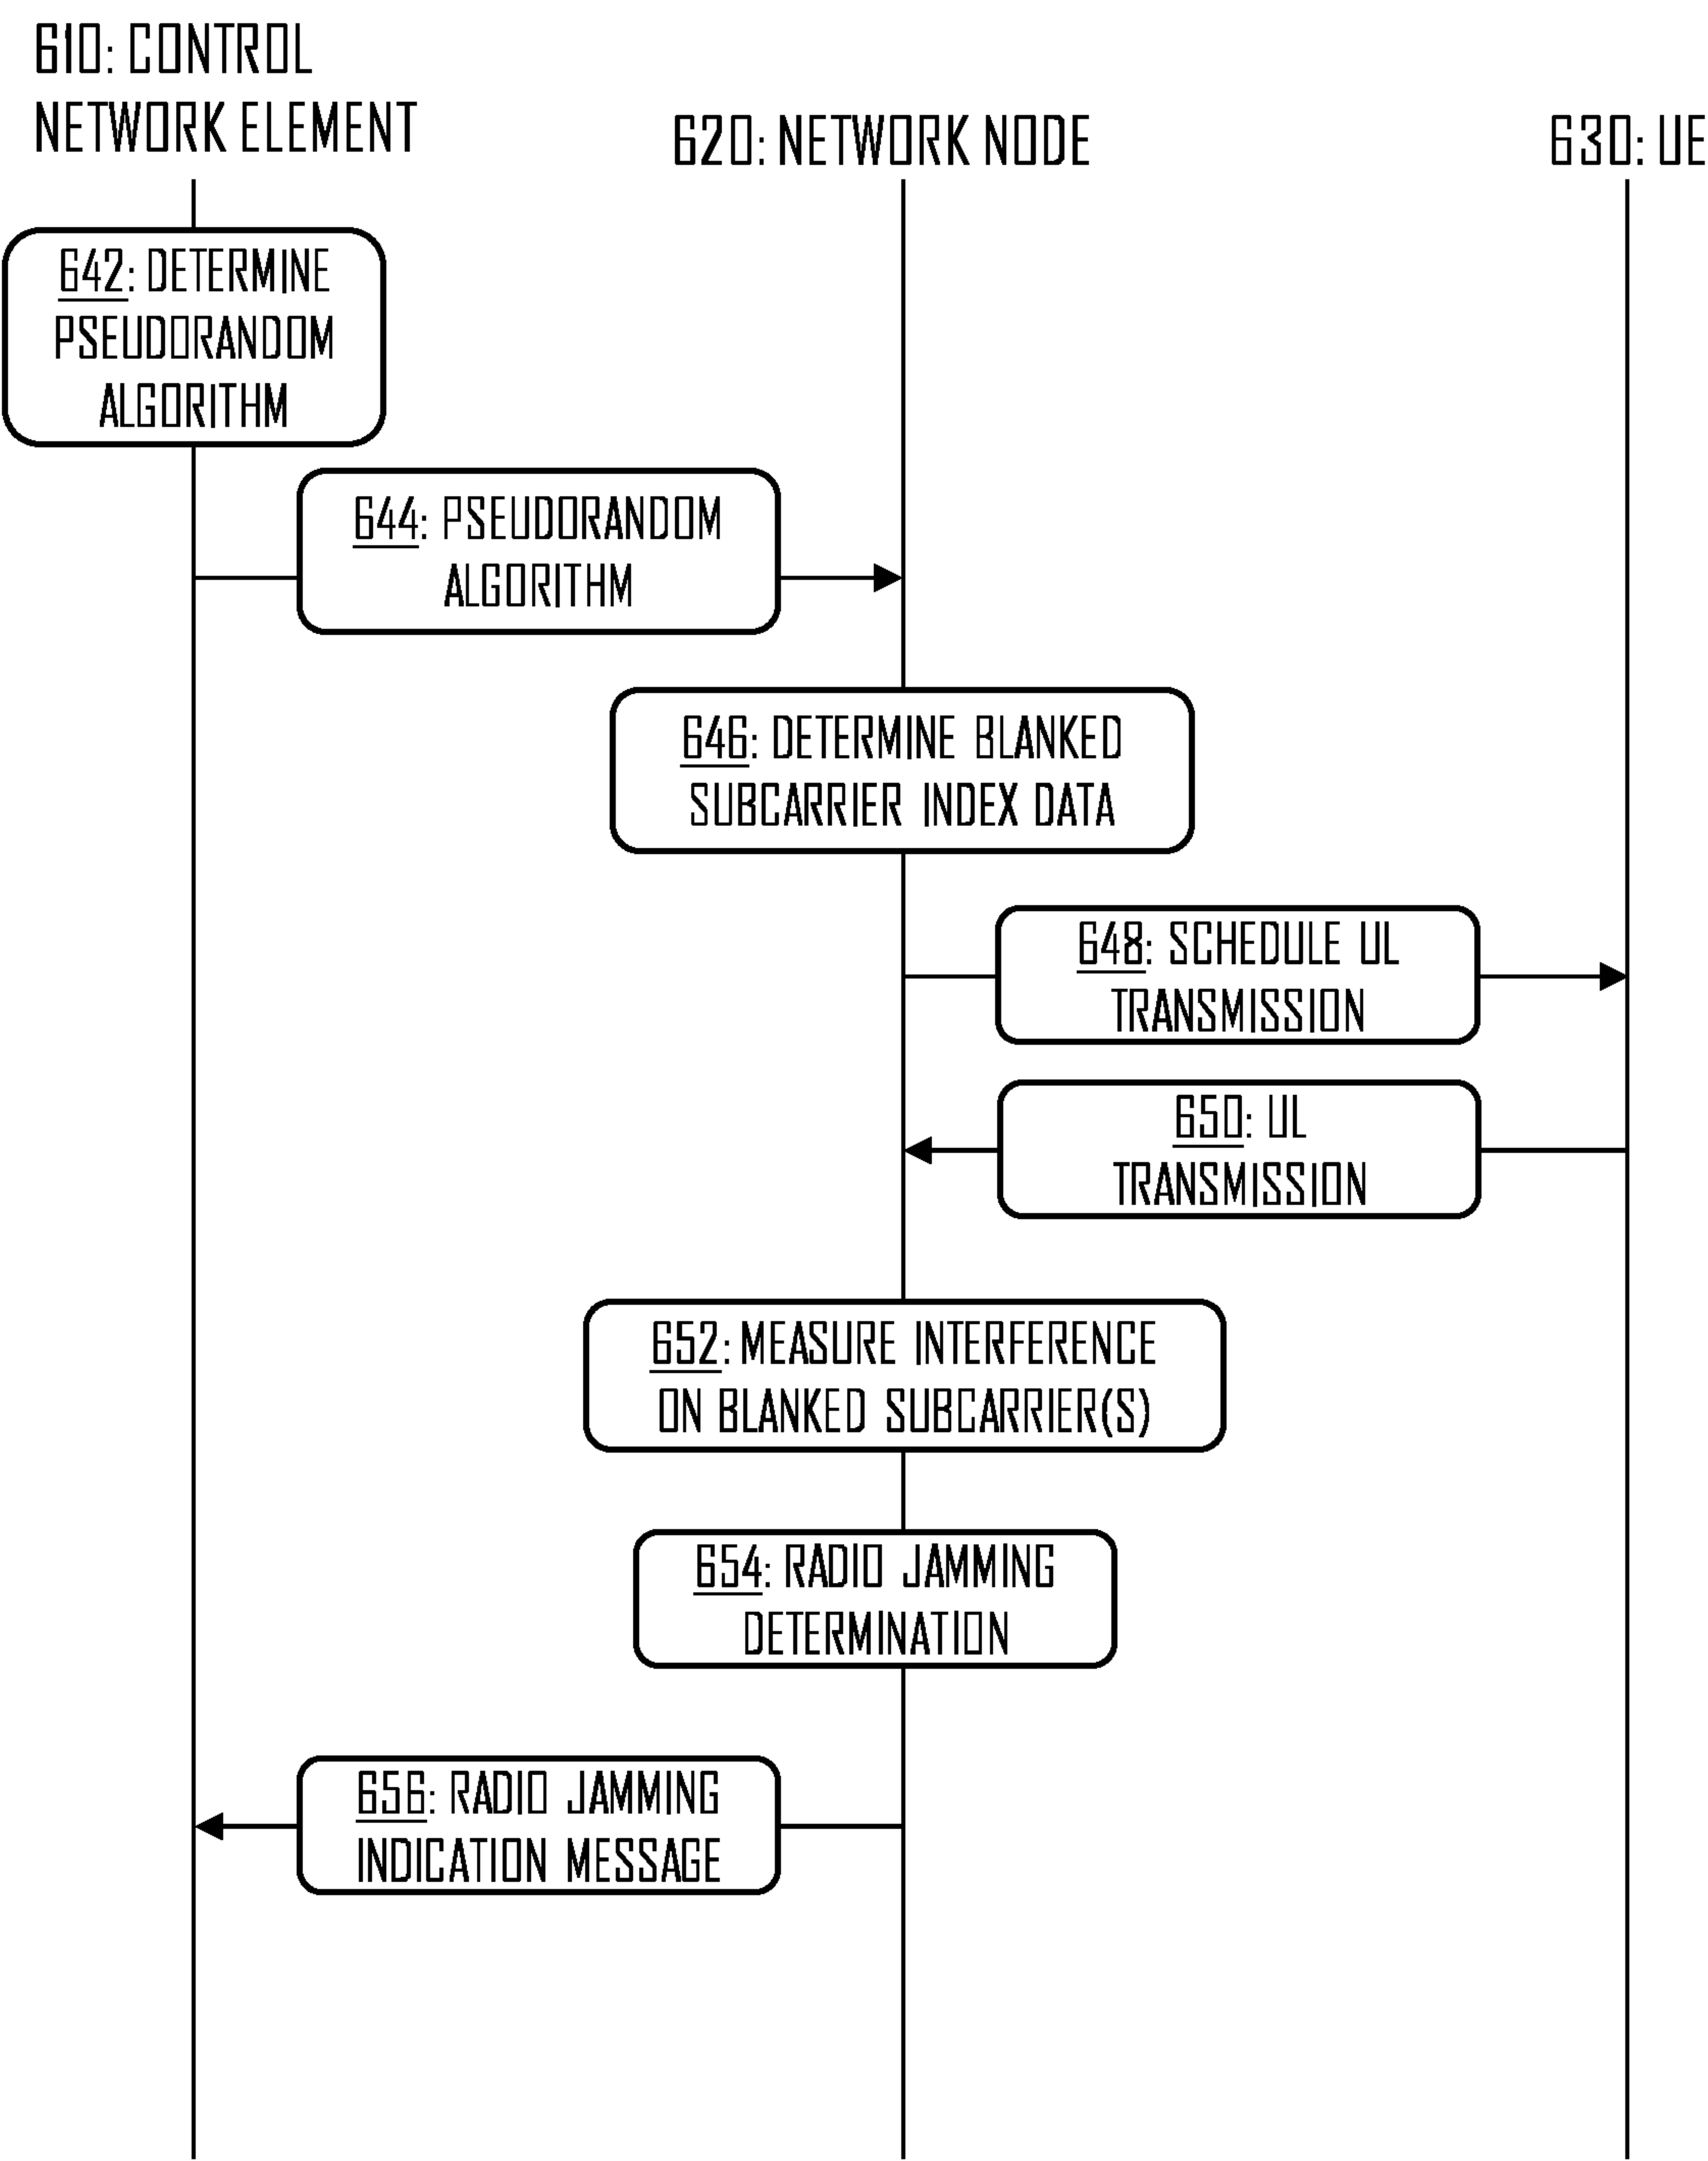 610: CONTROL
NETWORK ELEMENT
620: NETWORK NODE
630: UE
642: DETERMINE
PSEUDORANDOM
ALGORITHM
644: PSEUDORANDOM
ALGORITHM
646: DETERMINE BLANKED
SUBCARRIER INDEX DATA
648: SCHEDULE UL
TRANSMISSION
650: UL
TRANSMISSION
652: MEASURE INTERFERENCE
ON BLANKED SUBCARRIER(S)
654: RADIO JAMMING
DETERMINATION
656: RADIO JAMMING
INDICATION MESSAGE